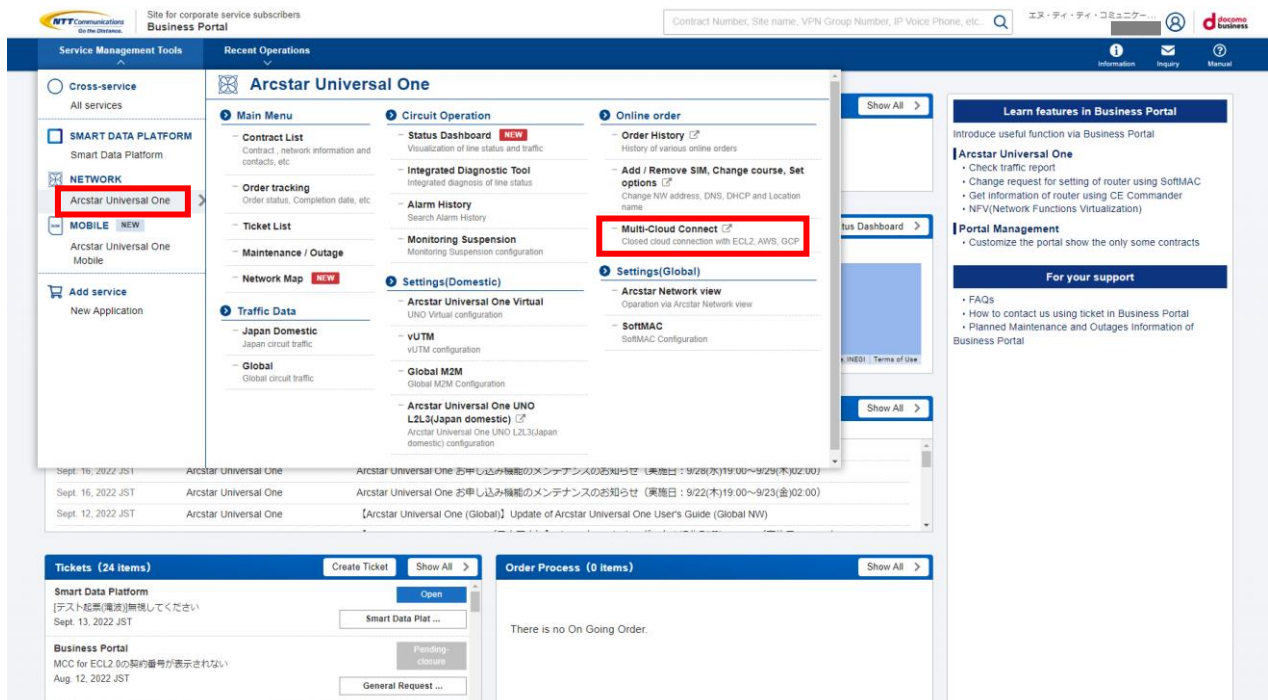 NTT Communications
Go the Distance.
Site for corporate service subscribers
Business Portal
Contract Number, Site name, VPN Group Number, IP Voice Phone, etc.
エヌ・ティ・ティ・コミュニケー...
docomo
business
Service Management Tools
Recent Operations
Information
Inquiry
Manual
Cross-service
All services
SMART DATA PLATFORM
Smart Data Platform
NETWORK
Arcstar Universal One
MOBILE NEW
Arcstar Universal One
Mobile
Add service
New Application
Arcstar Universal One
Main Menu
Contract List
Contract , network information and
contacts, etc
Order tracking
Order status, Completion date, etc
Ticket List
Maintenance / Outage
Network Map NEW
Traffic Data
Japan Domestic
Japan circuit traffic
Global
Global circuit traffic
Circuit Operation
Status Dashboard NEW
Visualization of line status and traffic
Integrated Diagnostic Tool
Integrated diagnosis of line status
Alarm History
Search Alarm History
Monitoring Suspension
Monitoring Suspension configuration
Settings(Domestic)
Arcstar Universal One Virtual
UNO Virtual configuration
vUTM
vUTM configuration
Global M2M
Global M2M Configuration
Arcstar Universal One UNO
L2L3(Japan domestic)
Arcstar Universal One UNO L2L3(Japan
domestic) configuration
Online order
Order History
History of various online orders
Add / Remove SIM, Change course, Set
options
Change NW address, DNS, DHCP and Location
name
Multi-Cloud Connect
Closed cloud connection with ECL2, AWS, GCP
Settings(Global)
Arcstar Network view
Oparation via Arcstar Network view
SoftMAC
SoftMAC Configuration
Show All
tus Dashboard
e, INEGI Terms of Use
Show All
Learn features in Business Portal
Introduce useful function via Business Portal
Arcstar Universal One
・Check traffic report
・Change request for setting of router using SoftMAC
・Get information of router using CE Commander
・NFV(Network Functions Virtualization)
Portal Management
・Customize the portal show the only some contracts
For your support
・FAQs
・How to contact us using ticket in Business Portal
・Planned Maintenance and Outages Information of
Business Portal
Sept. 16, 2022 JST Arcstar Universal One Arcstar Universal One お申し込み機能のメンテナンスのお知らせ（実施日：9/28(水)19:00～9/29(木)02:00）
Sept. 16, 2022 JST Arcstar Universal One Arcstar Universal One お申し込み機能のメンテナンスのお知らせ（実施日：9/22(木)19:00～9/23(金)02:00）
Sept. 12, 2022 JST Arcstar Universal One 【Arcstar Universal One (Global)】Update of Arcstar Universal One User's Guide (Global NW)
Tickets（24 items）
Create Ticket
Show All
Smart Data Platform
Open
[テスト起票(滝波)]無視してください
Sept. 13, 2022 JST
Smart Data Plat ...
Business Portal
Pending-
closure
MCC for ECL2.0の契約番号が表示されない
Aug. 12, 2022 JST
General Request ...
Order Process（0 items）
Show All
There is no On Going Order.